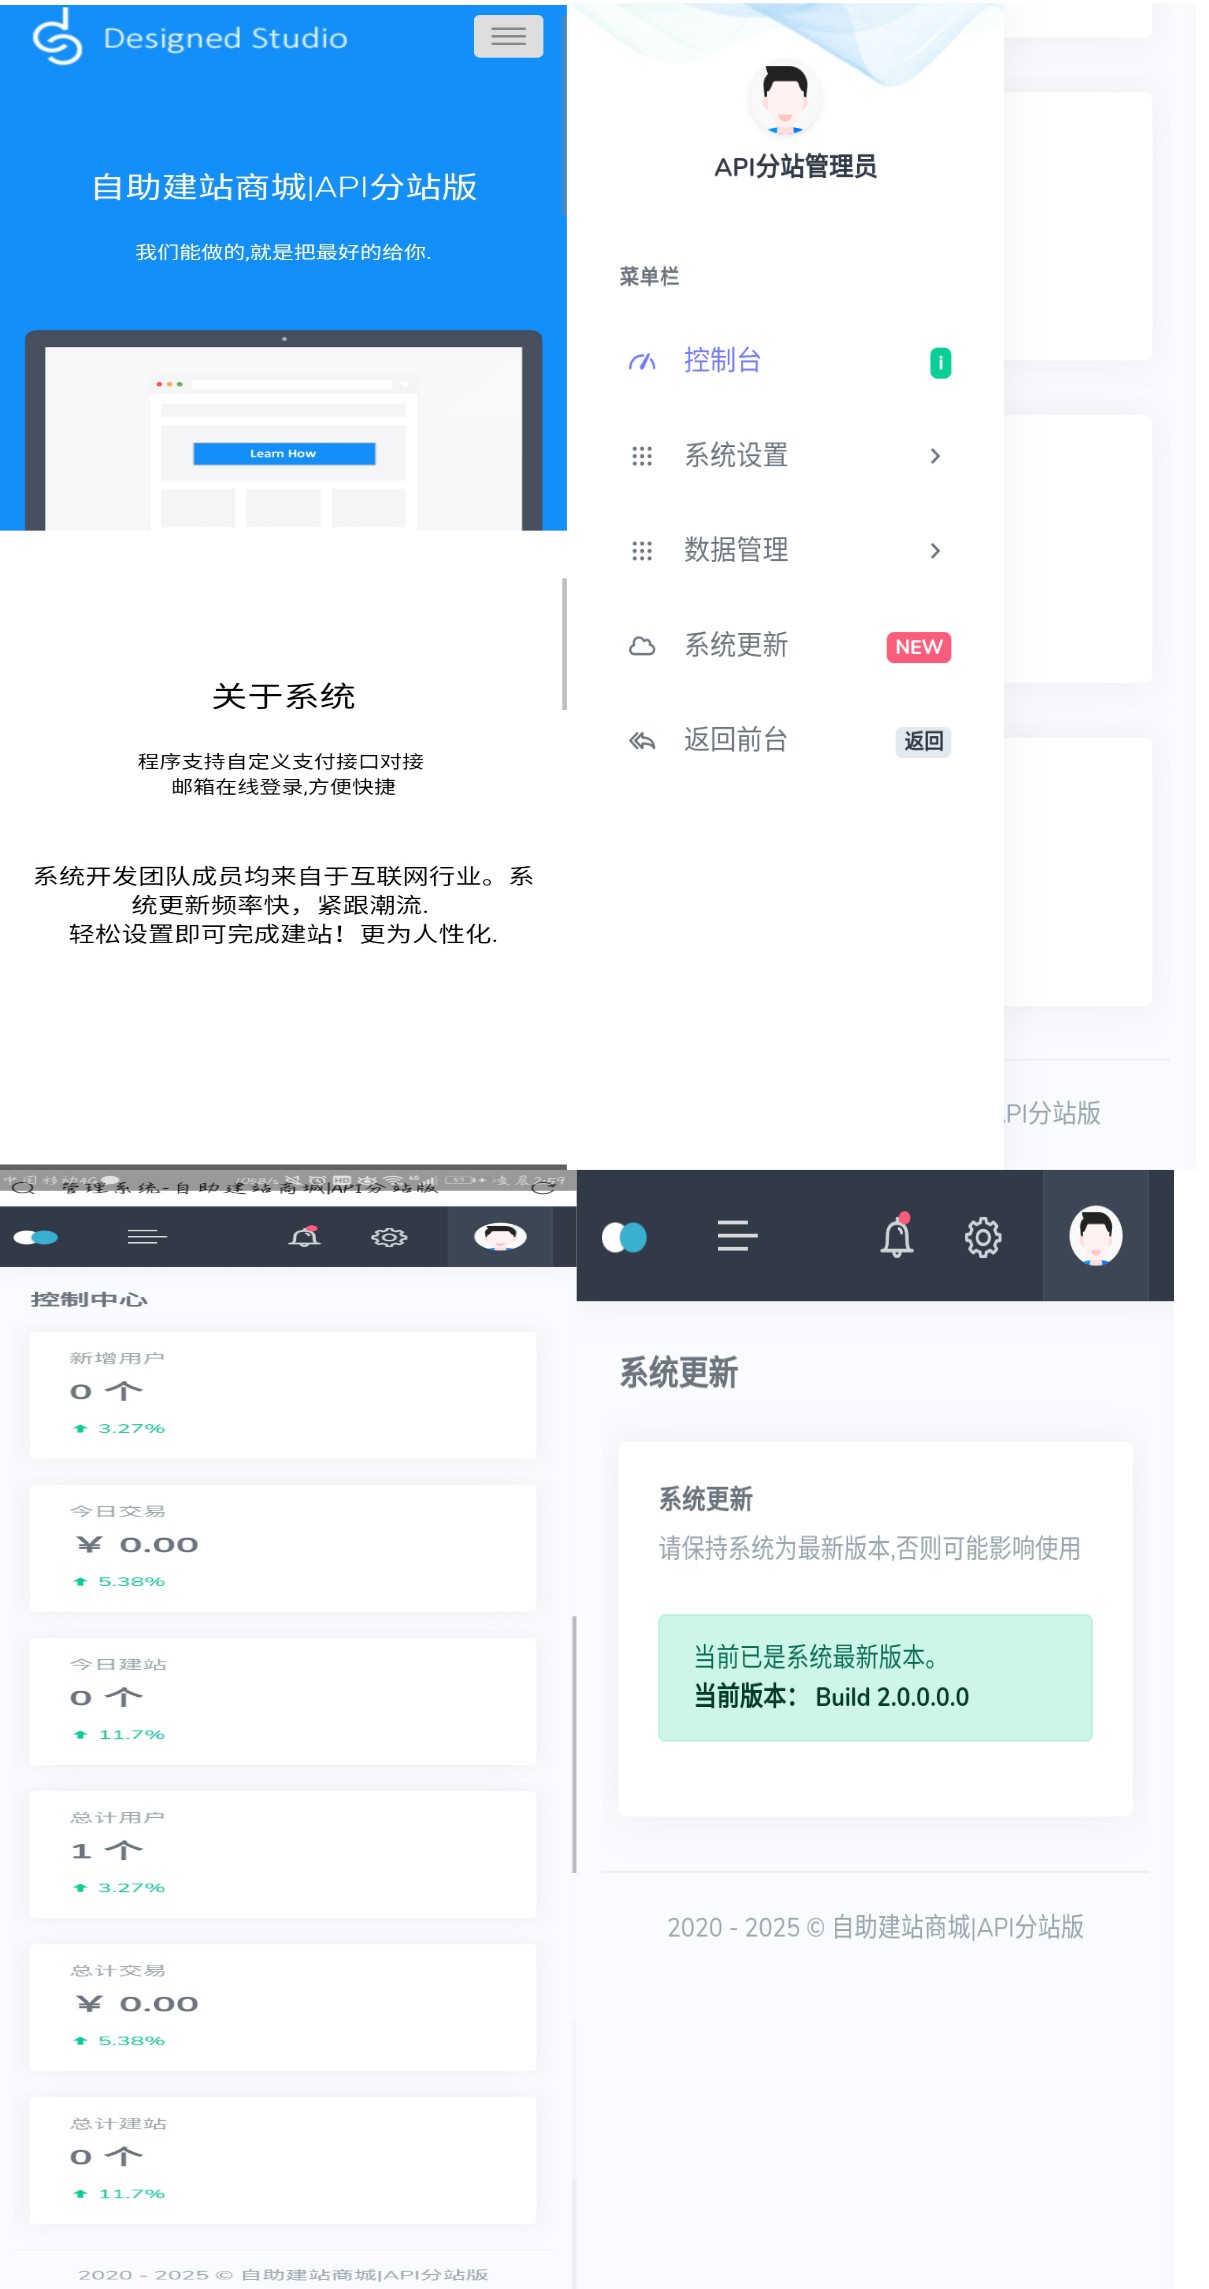 Designed Studio
自助建站商城|API分站版
我们能做的,就是把最好的给你.
Learn How
关于系统
程序支持自定义支付接口对接
邮箱在线登录,方便快捷
系统开发团队成员均来自于互联网行业。系
统更新频率快，紧跟潮流.
轻松设置即可完成建站！更为人性化.
API分站管理员
菜单栏
控制台 i
系统设置
数据管理
系统更新 NEW
返回前台 返回
PI分站版
中国移动4G 105B/s HD 4G 59 凌晨2:59
管理系统-自助建站商城|API分站版
控制中心
新增用户
0 个
3.27%
今日交易
¥ 0.00
5.38%
今日建站
0 个
11.7%
总计用户
1 个
3.27%
总计交易
¥ 0.00
5.38%
总计建站
0 个
11.7%
2020 - 2025 © 自助建站商城|API分站版
系统更新
系统更新
请保持系统为最新版本,否则可能影响使用
当前已是系统最新版本。
当前版本： Build 2.0.0.0.0
2020 - 2025 © 自助建站商城|API分站版